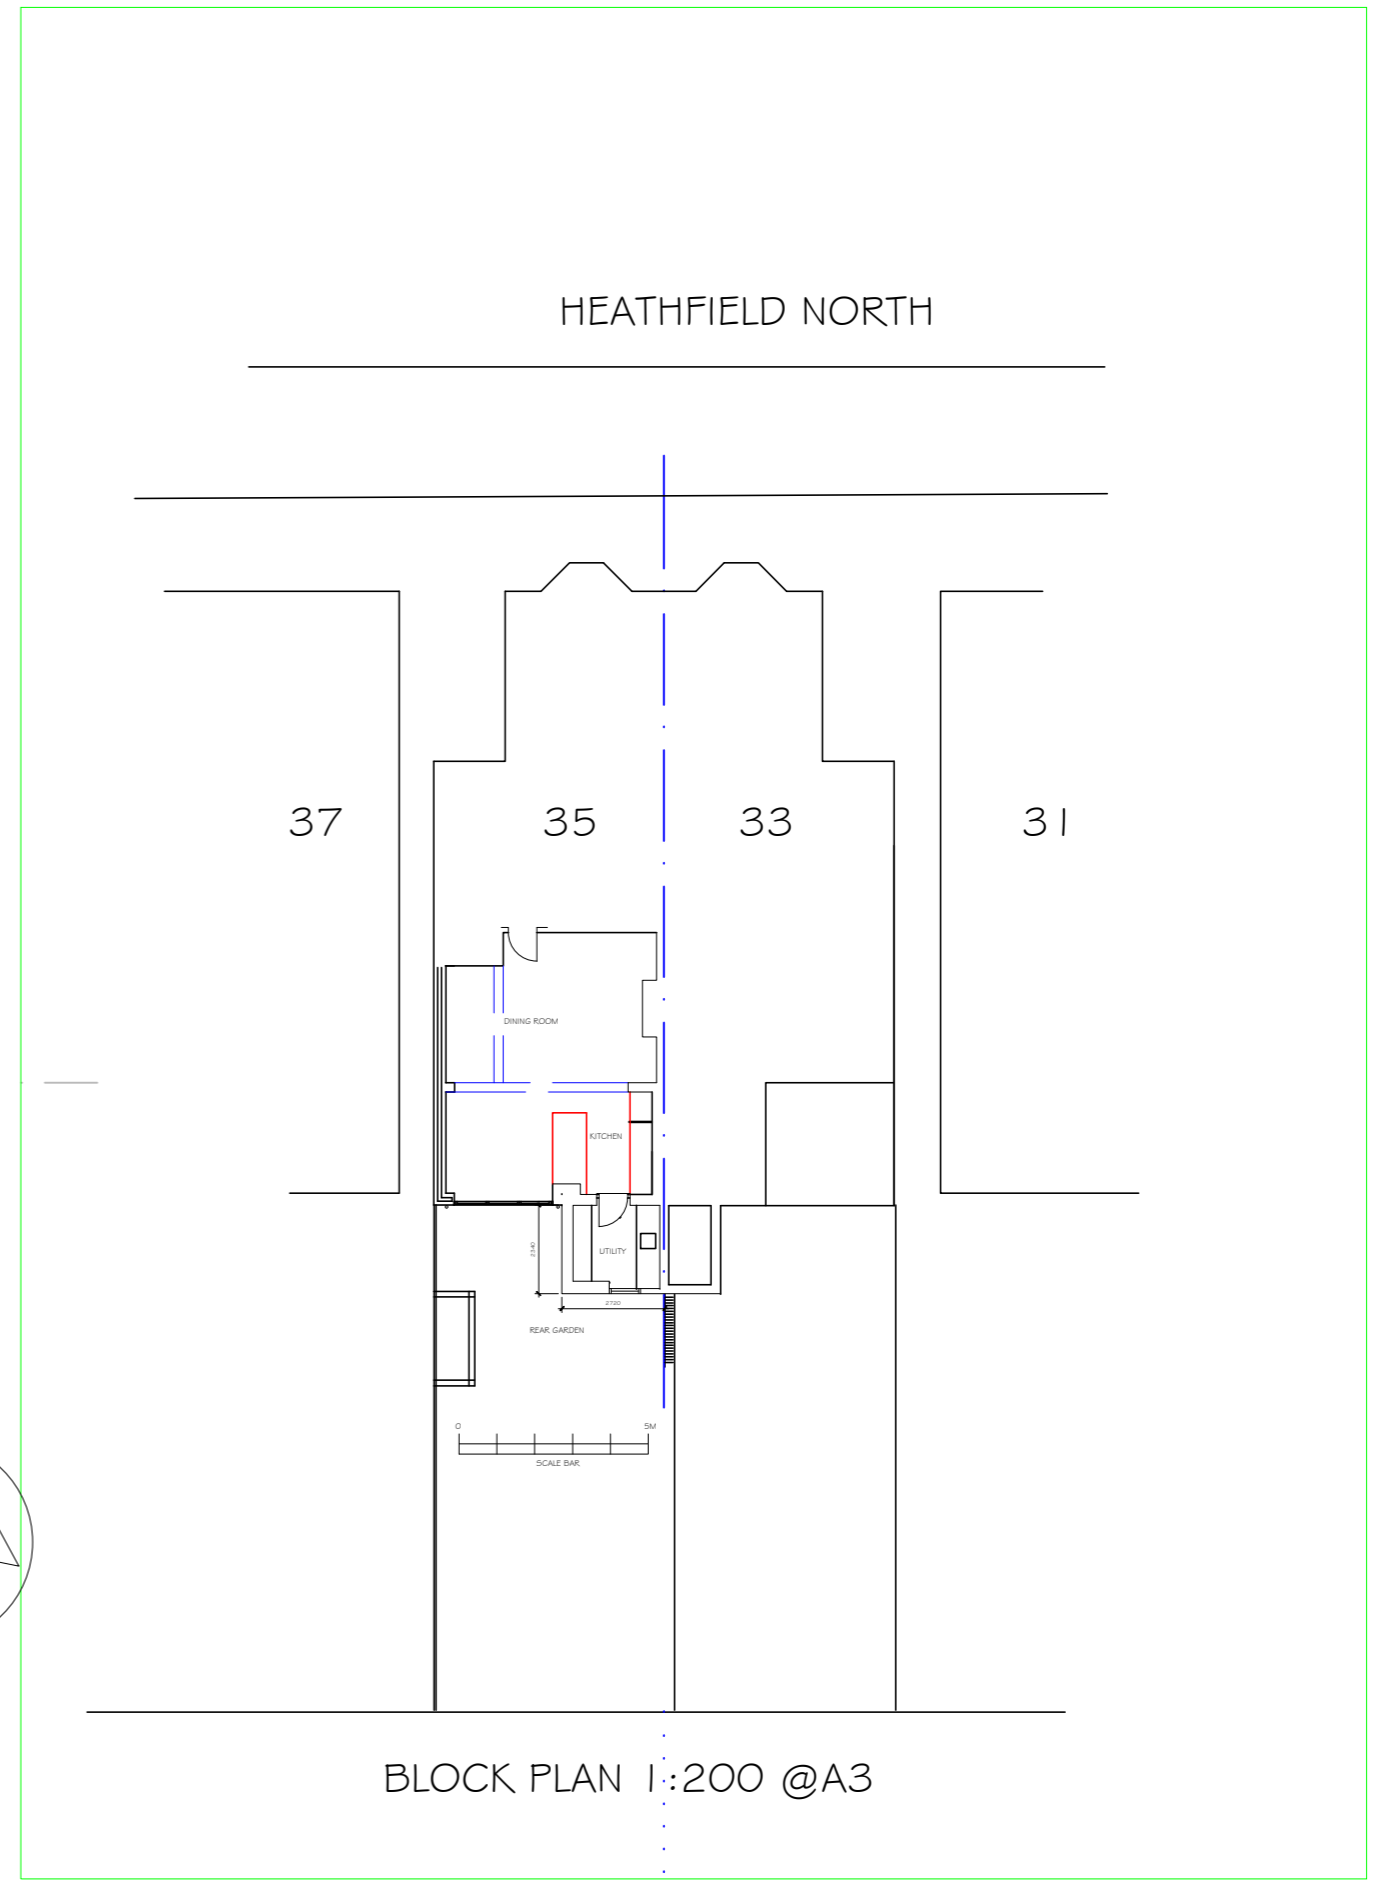 HEATHFIELD NORTH
37 35 33 31
DINING ROOM
KITCHEN
UTILITY
2340
2720
REAR GARDEN
0 5M
SCALE BAR
BLOCK PLAN 1:200 @A3